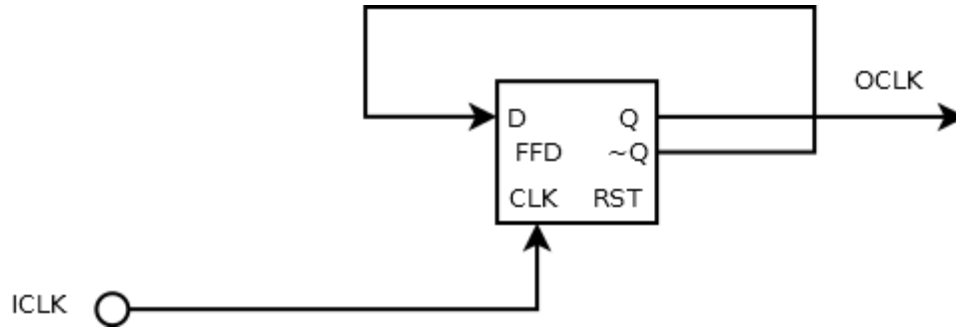 OCLK
D Q
FFD ~Q
CLK RST
ICLK